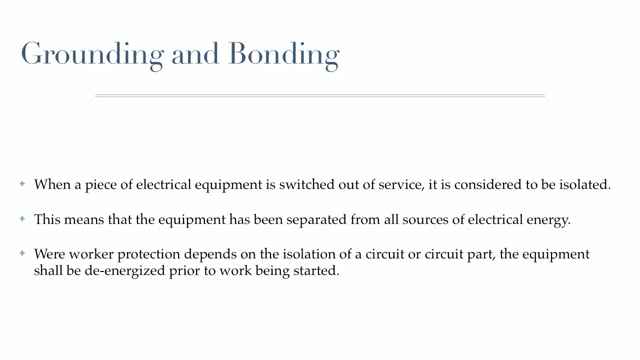 Grounding and Bonding
When a piece of electrical equipment is switched out of service, it is considered to be isolated.
This means that the equipment has been separated from all sources of electrical energy.
Were worker protection depends on the isolation of a circuit or circuit part, the equipment
shall be de-energized prior to work being started.